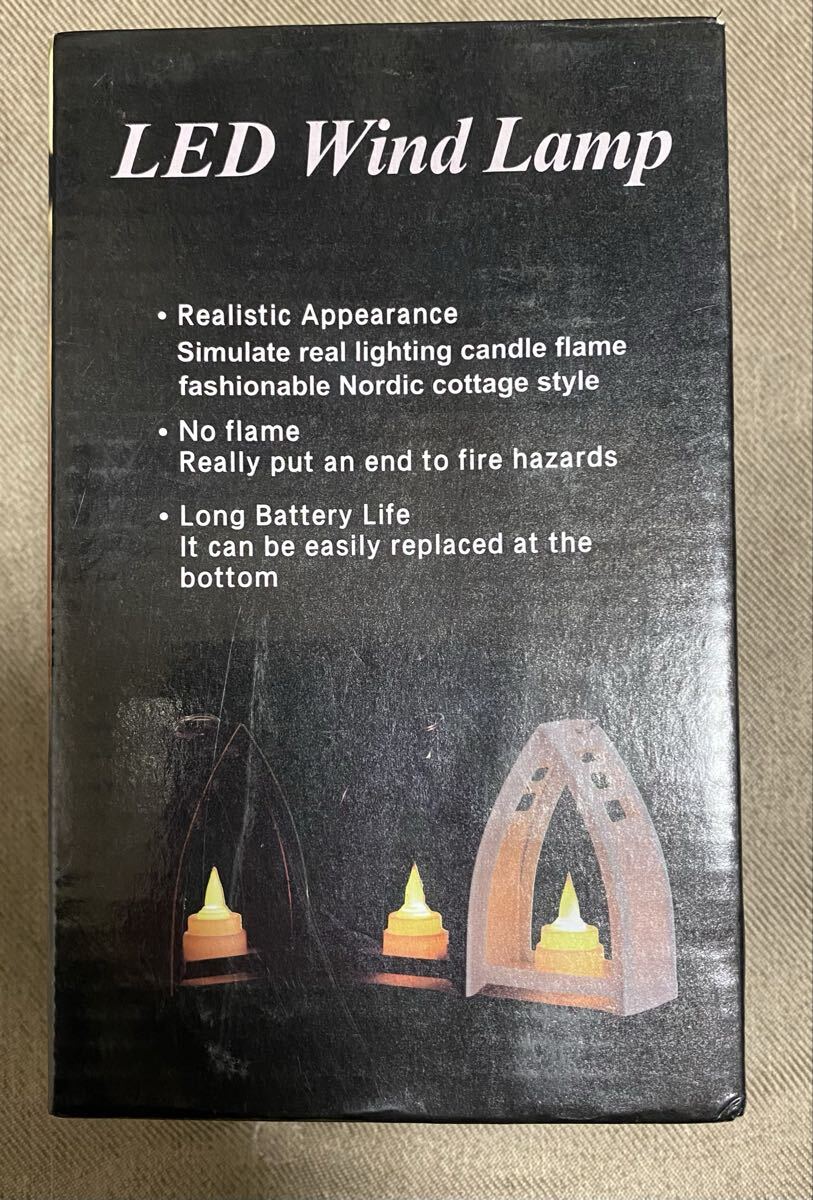 LED Wind Lamp
• Realistic Appearance
Simulate real lighting candle flame
fashionable Nordic cottage style
• No flame
Really put an end to fire hazards
• Long Battery Life
It can be easily replaced at the
bottom